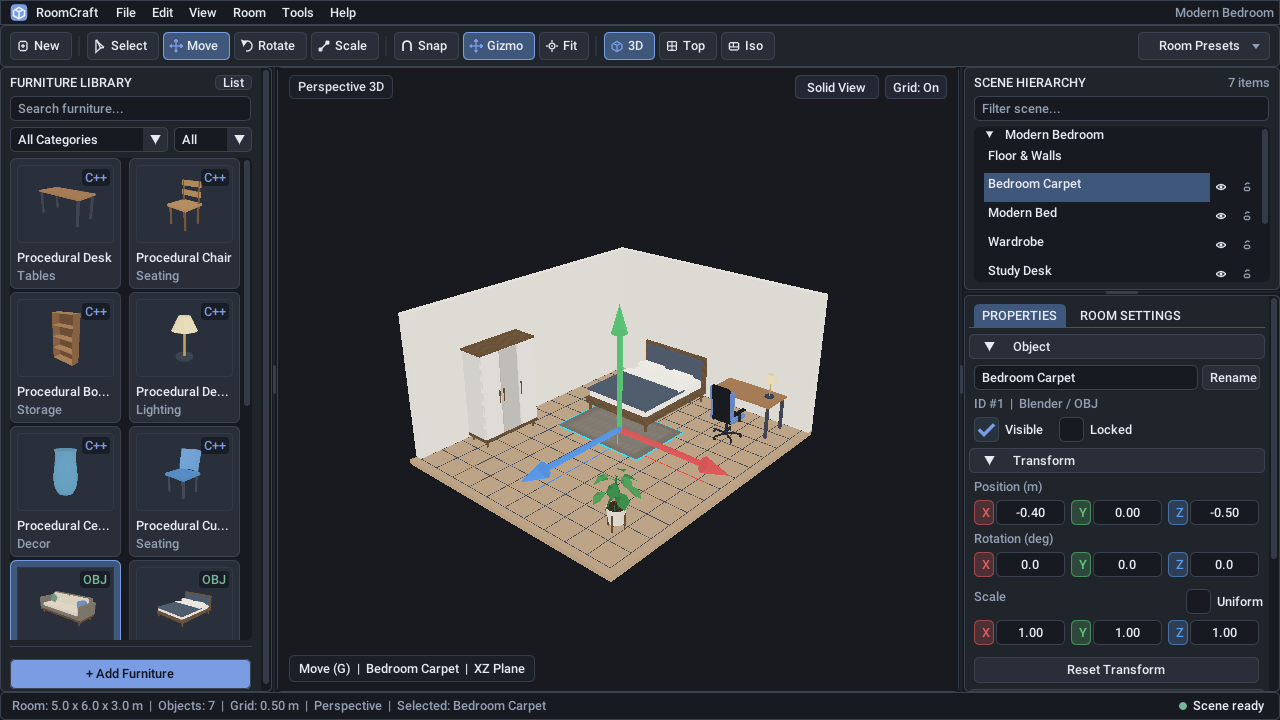 RoomCraft File Edit View Room Tools Help Modern Bedroom
New Select Move Rotate Scale Snap Gizmo Fit 3D Top Iso Room Presets
FURNITURE LIBRARY List
Search furniture...
All Categories All
C++ C++
Procedural Desk Procedural Chair
Tables Seating
C++ C++
Procedural Bo... Procedural De...
Storage Lighting
C++ C++
Procedural Ce... Procedural Cu...
Decor Seating
OBJ OBJ
+ Add Furniture
Perspective 3D Solid View Grid: On
Move (G) | Bedroom Carpet | XZ Plane
SCENE HIERARCHY 7 items
Filter scene...
Modern Bedroom
Floor & Walls
Bedroom Carpet
Modern Bed
Wardrobe
Study Desk
PROPERTIES ROOM SETTINGS
Object
Bedroom Carpet Rename
ID #1 | Blender / OBJ
Visible Locked
Transform
Position (m)
X -0.40 Y 0.00 Z -0.50
Rotation (deg)
X 0.0 Y 0.0 Z 0.0
Scale Uniform
X 1.00 Y 1.00 Z 1.00
Reset Transform
Room: 5.0 x 6.0 x 3.0 m | Objects: 7 | Grid: 0.50 m | Perspective | Selected: Bedroom Carpet Scene ready